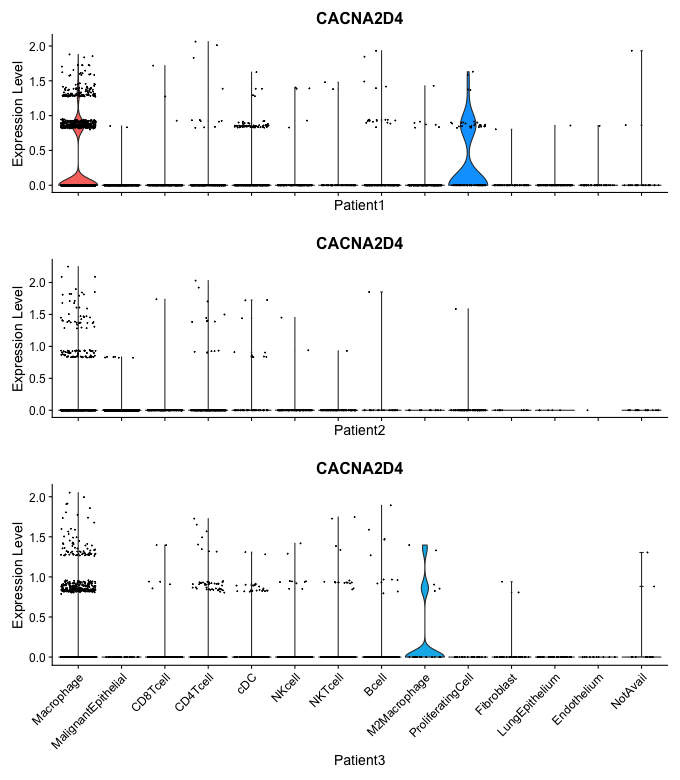 CACNA2D4
Expression Level
2.0
1.5
1.0
0.5
0.0
Patient1
CACNA2D4
Expression Level
2.0
1.5
1.0
0.5
0.0
Patient2
CACNA2D4
Expression Level
2.0
1.5
1.0
0.5
0.0
Macrophage
MalignantEpithelial
CD8Tcell
CD4Tcell
cDC
NKcell
NKTcell
Bcell
M2Macrophage
ProliferatingCell
Fibroblast
LungEpithelium
Endothelium
NotAvail
Patient3